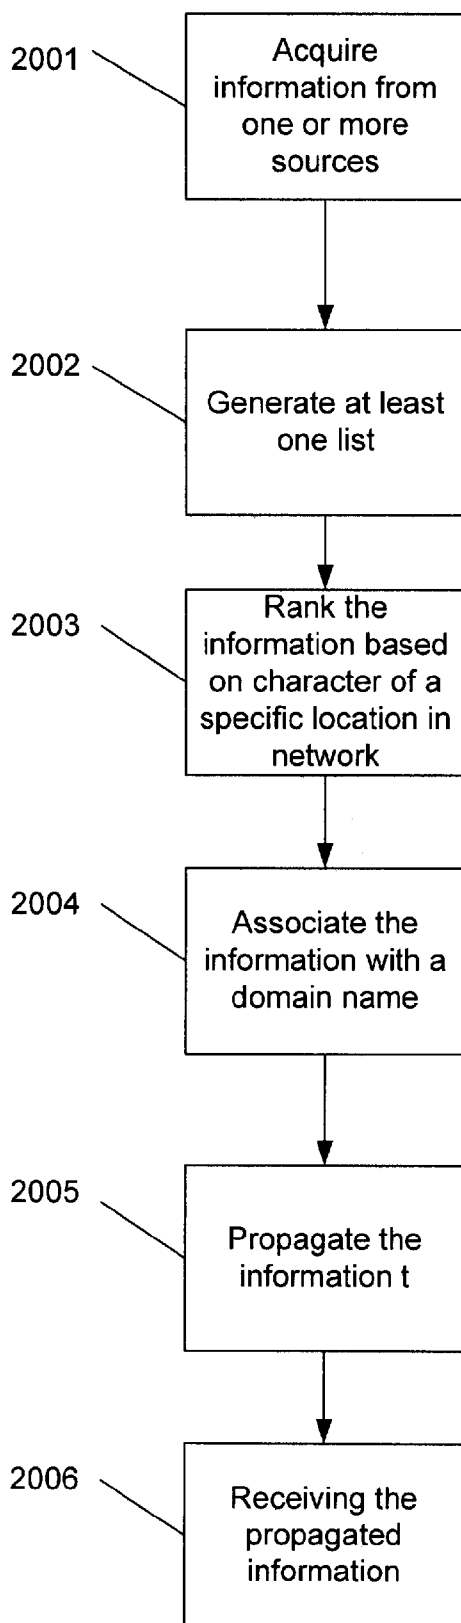 2001
Acquire
information from
one or more
sources
2002
Generate at least
one list
2003
Rank the
information based
on character of a
specific location in
network
2004
Associate the
information with a
domain name
2005
Propagate the
information t
2006
Receiving the
propagated
information